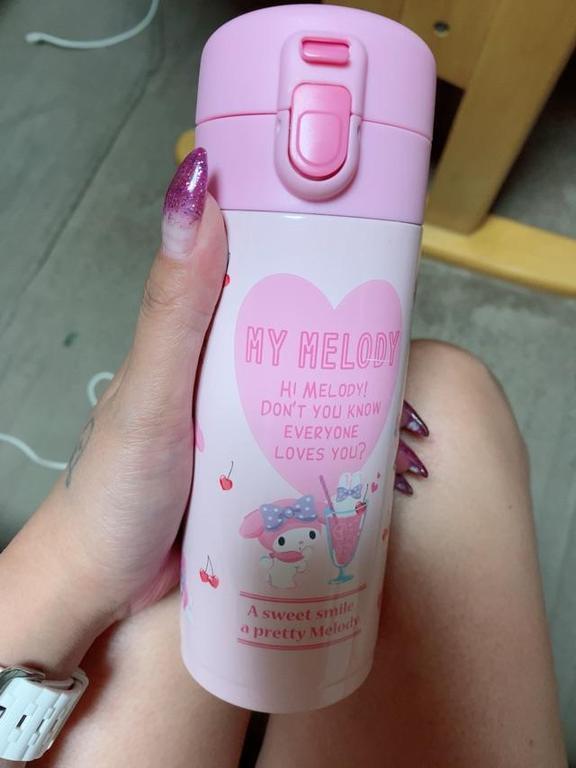 MY MELODY
HI MELODY!
DON'T YOU KNOW
EVERYONE
LOVES YOU?
A sweet smile
a pretty Melody